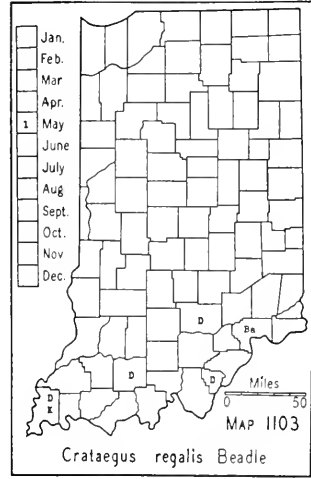 Jan.
Feb.
Mar
Apr.
1 May
June
July
Aug
Sept.
Oct.
Nov
Dec.
D
Ba
D
D
D
K
Miles
0 50
MAP 1103
Crataegus regalis Beadle